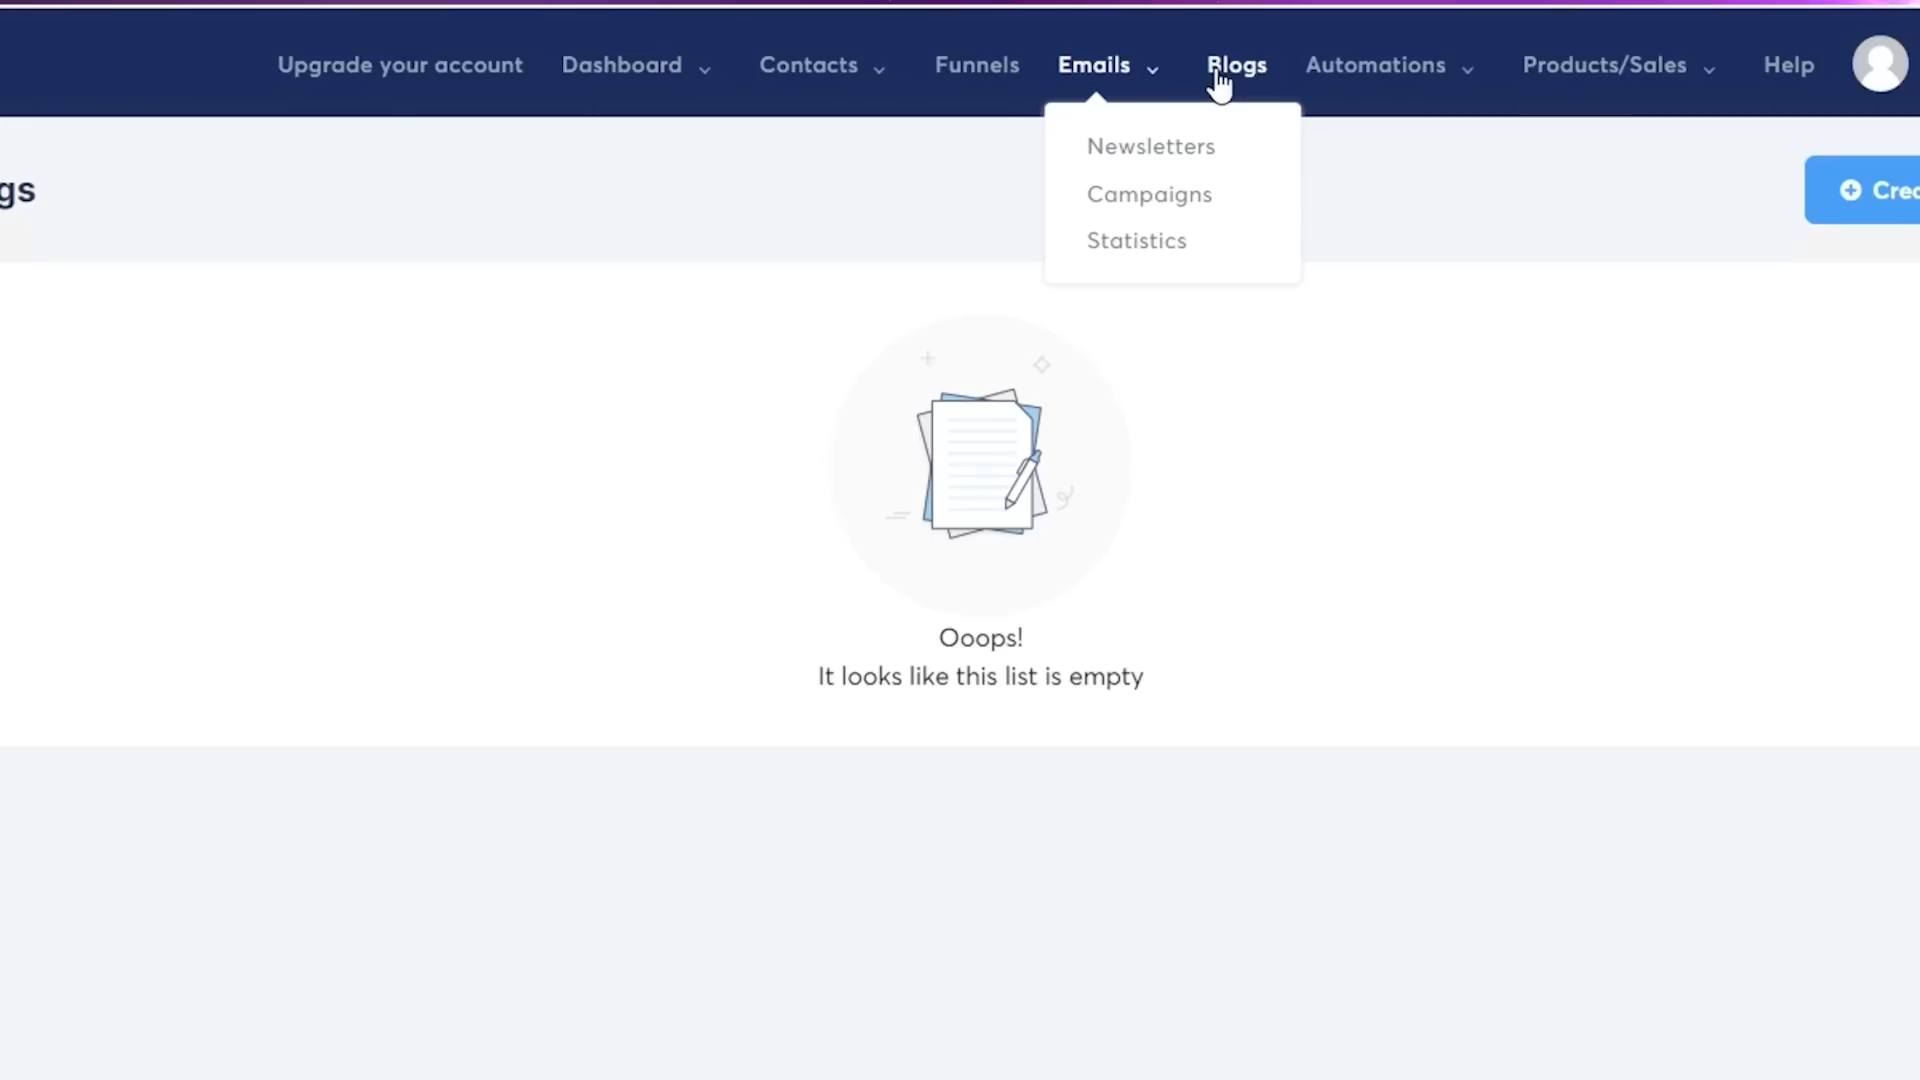 Upgrade your account Dashboard Contacts Funnels Emails Blogs Automations Products/Sales Help
Newsletters
gs
Campaigns
Statistics
Ooops!
It looks like this list is empty